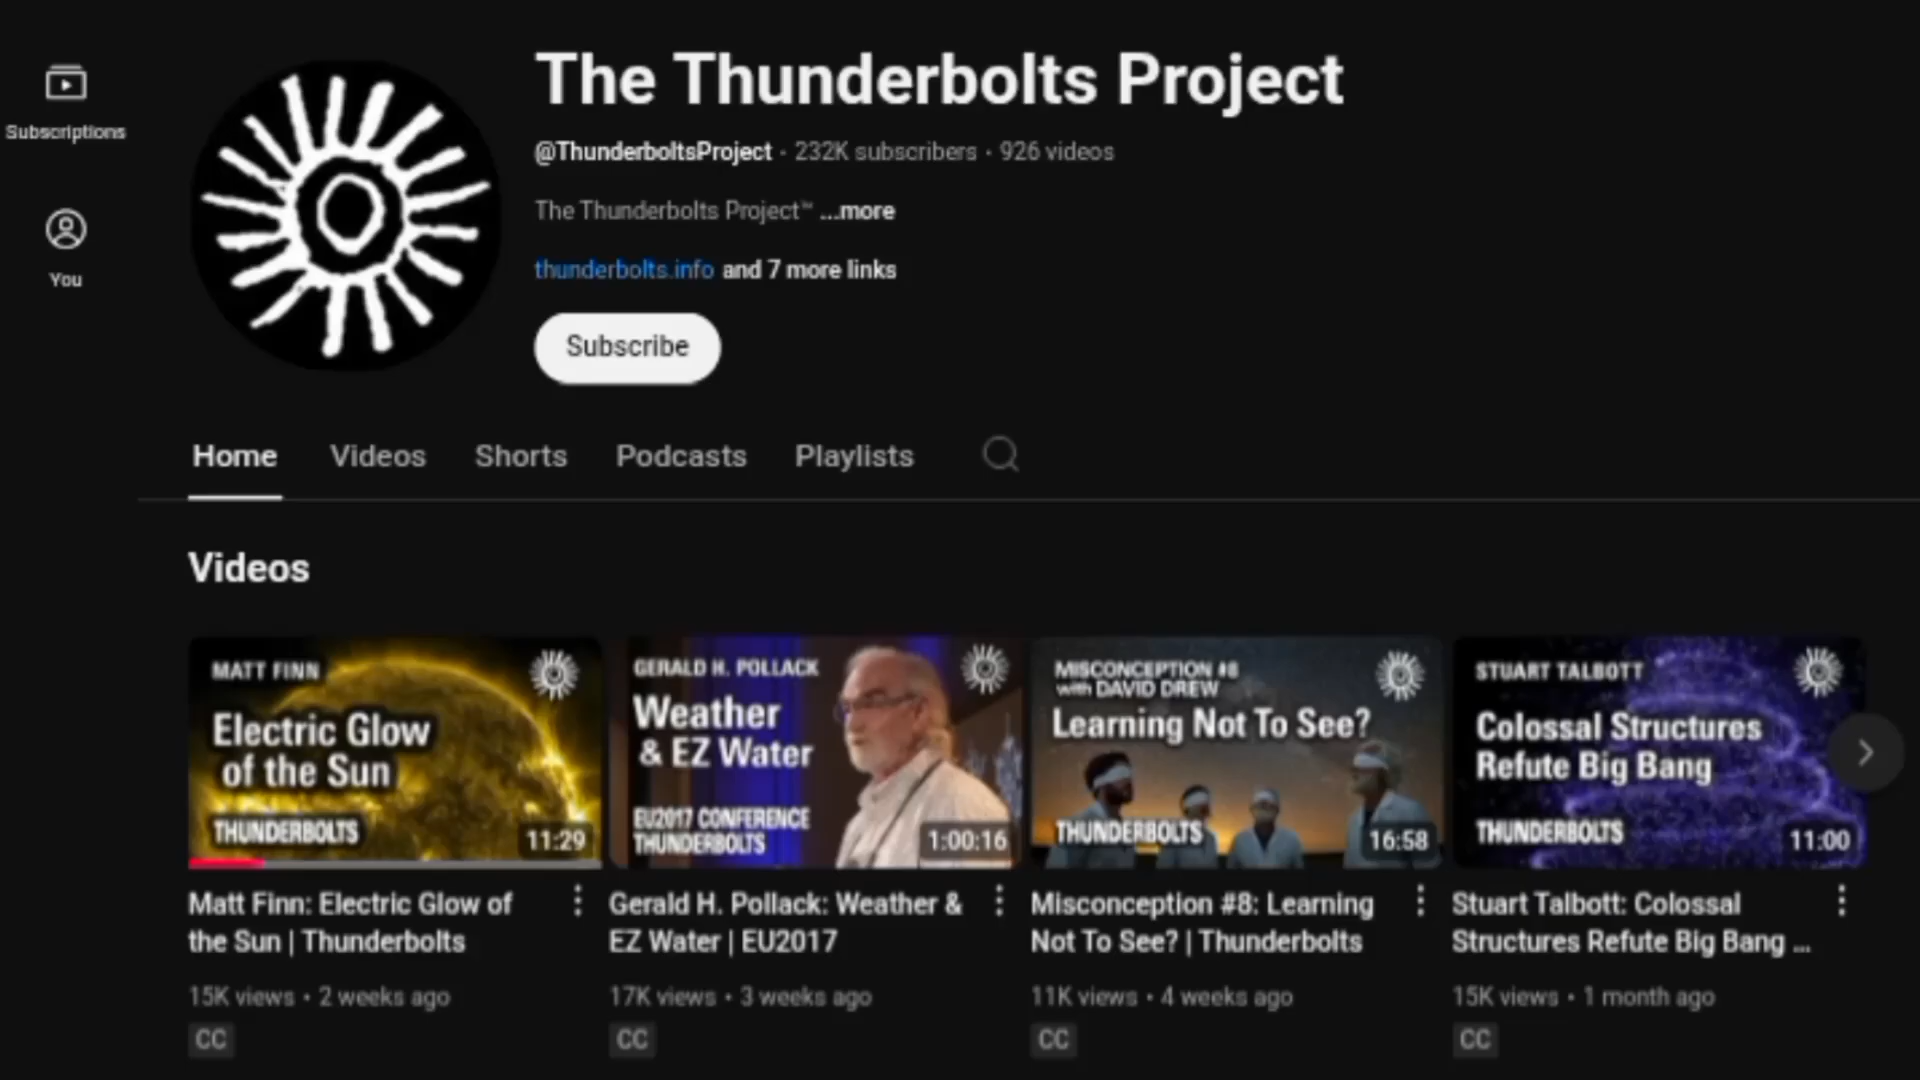 The Thunderbolts Project
Subscriptions
@ThunderboltsProject · 232K subscribers · 926 videos
The Thunderbolts Project™ ...more
You
thunderbolts.info and 7 more links
Subscribe
Home Videos Shorts Podcasts Playlists
Videos
MATT FINN
Electric Glow
of the Sun
THUNDERBOLTS
11:29
GERALD H. POLLACK
Weather
& EZ Water
EU2017 CONFERENCE
THUNDERBOLTS
1:00:16
MISCONCEPTION #8
with DAVID DREW
Learning Not To See?
THUNDERBOLTS
16:58
STUART TALBOTT
Colossal Structures
Refute Big Bang
THUNDERBOLTS
11:00
Matt Finn: Electric Glow of
the Sun | Thunderbolts
15K views • 2 weeks ago
CC
Gerald H. Pollack: Weather &
EZ Water | EU2017
17K views • 3 weeks ago
CC
Misconception #8: Learning
Not To See? | Thunderbolts
11K views • 4 weeks ago
CC
Stuart Talbott: Colossal
Structures Refute Big Bang ...
15K views • 1 month ago
CC